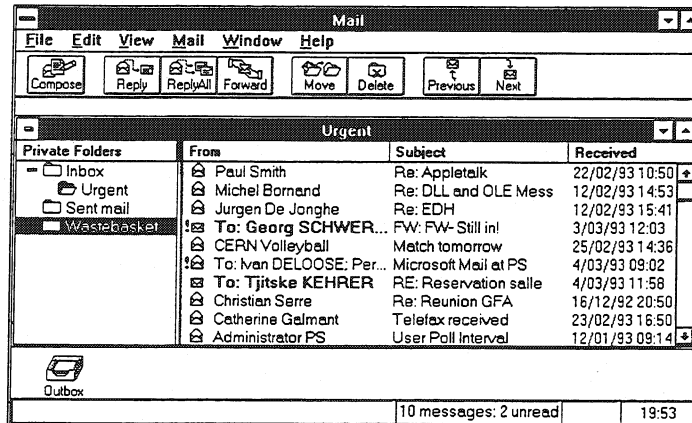 Mail
File Edit View Mail Window Help
Compose Reply ReplyAll Forward Move Delete Previous Next
Urgent
Private Folders From Subject Received
Inbox Paul Smith Re: Appletalk 22/02/93 10:50
Urgent Michel Bornand Re: DLL and OLE Mess 12/02/93 14:53
Sent mail Jurgen De Jonghe Re: EDH 12/02/93 15:41
Wastebasket !To: Georg SCHWER... FW: FW- Still in! 3/03/93 12:03
CERN Volleyball Match tomorrow 25/02/93 14:36
!To: Ivan DELOOSE; Per... Microsoft Mail at PS 4/03/93 09:02
To: Tjitske KEHRER RE: Reservation salle 4/03/93 11:58
Christian Serre Re: Reunion GFA 16/12/92 20:50
Catherine Galmant Telefax received 23/02/93 16:50
Administrator PS User Poll Interval 12/01/93 09:14
Outbox
10 messages: 2 unread 19:53